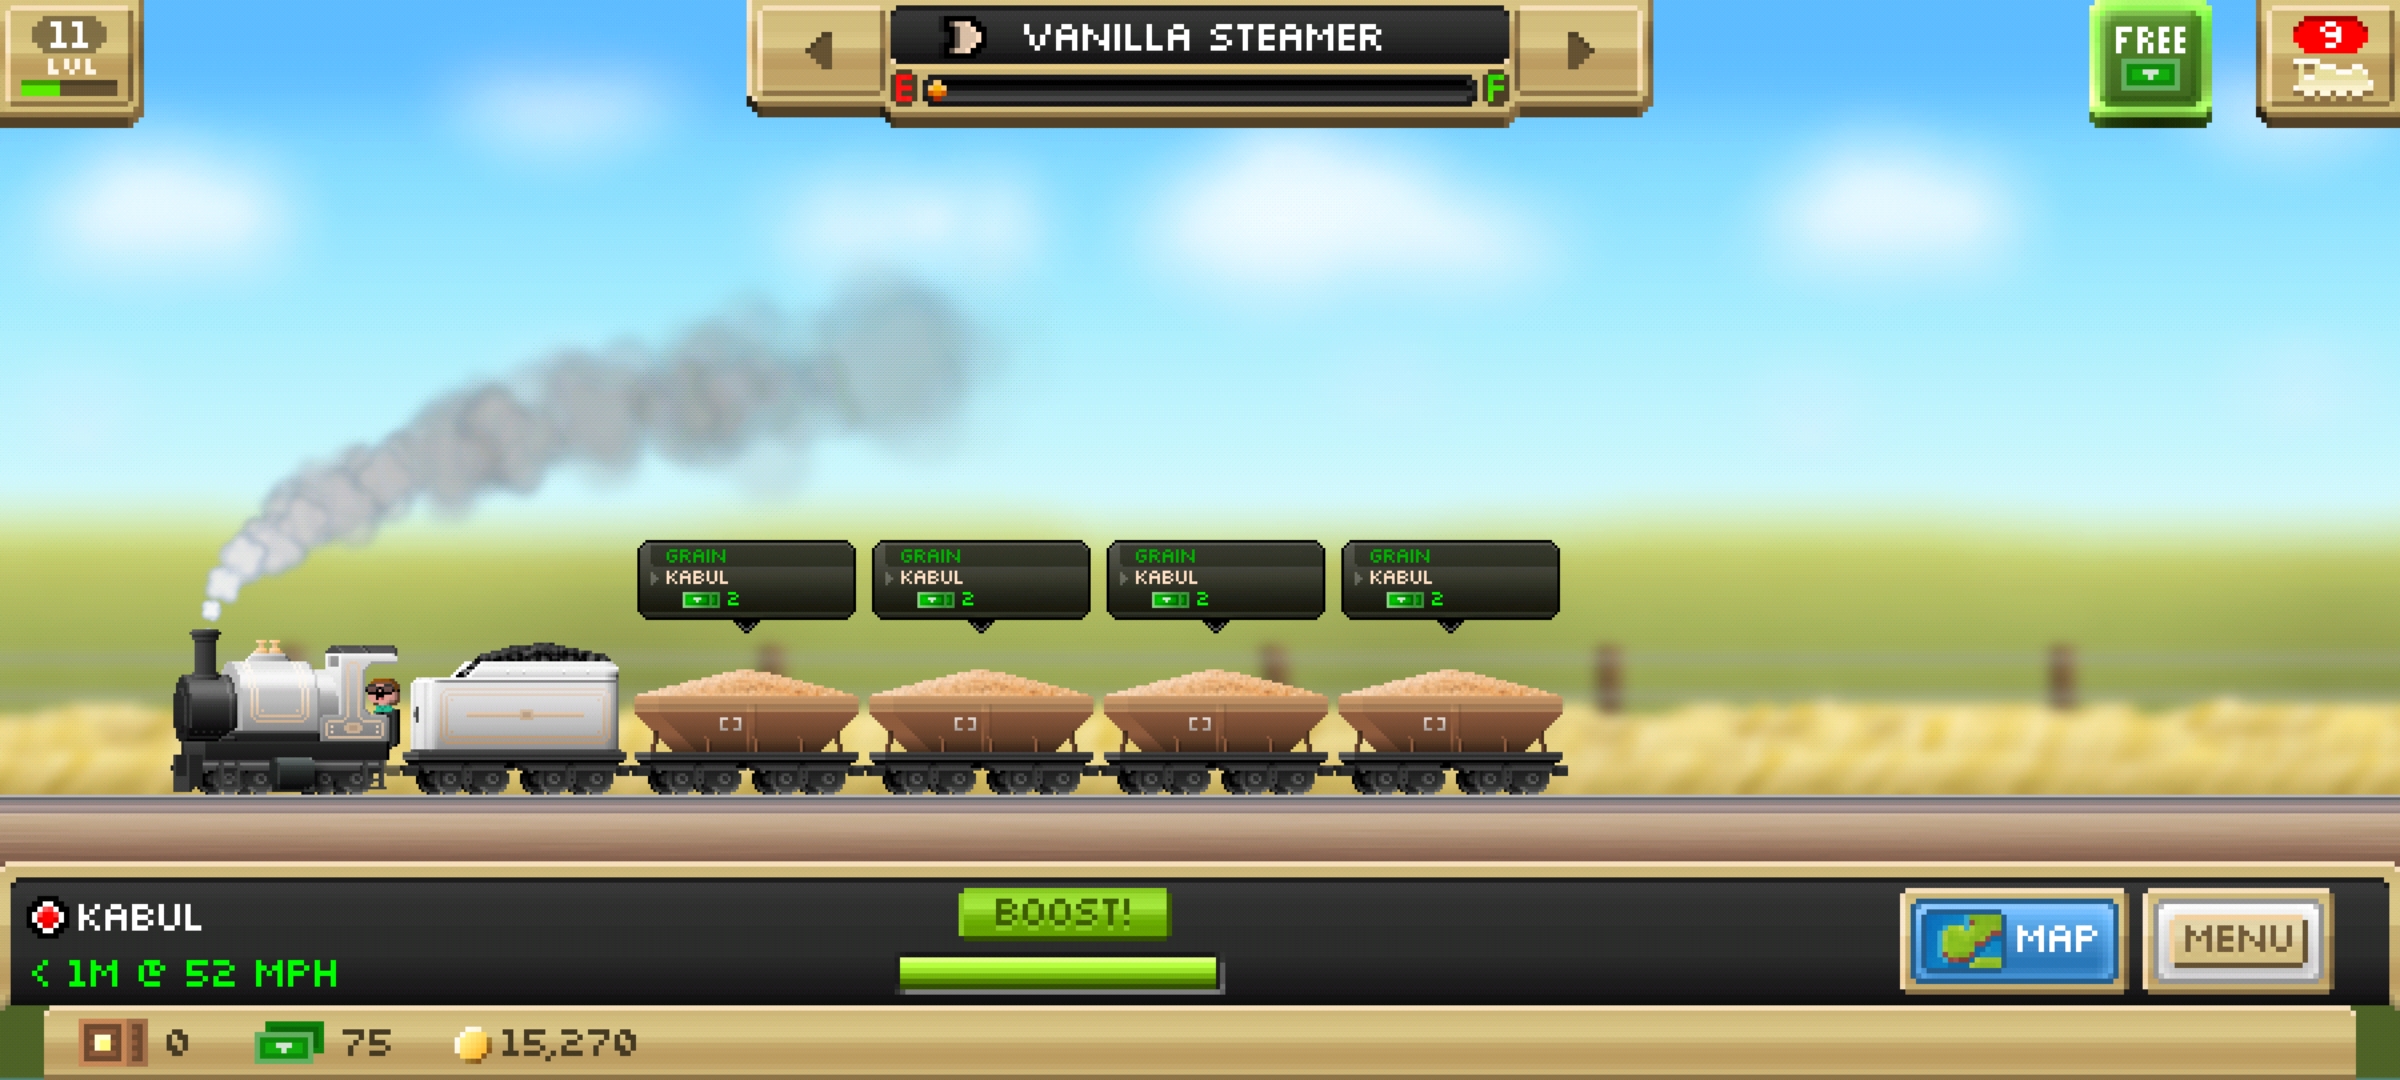 11
LVL
VANILLA STEAMER
E F
FREE
9
GRAIN
KABUL
2
GRAIN
KABUL
2
GRAIN
KABUL
2
GRAIN
KABUL
2
KABUL
< 1M @ 52 MPH
BOOST!
MAP
MENU
0
75
15,270